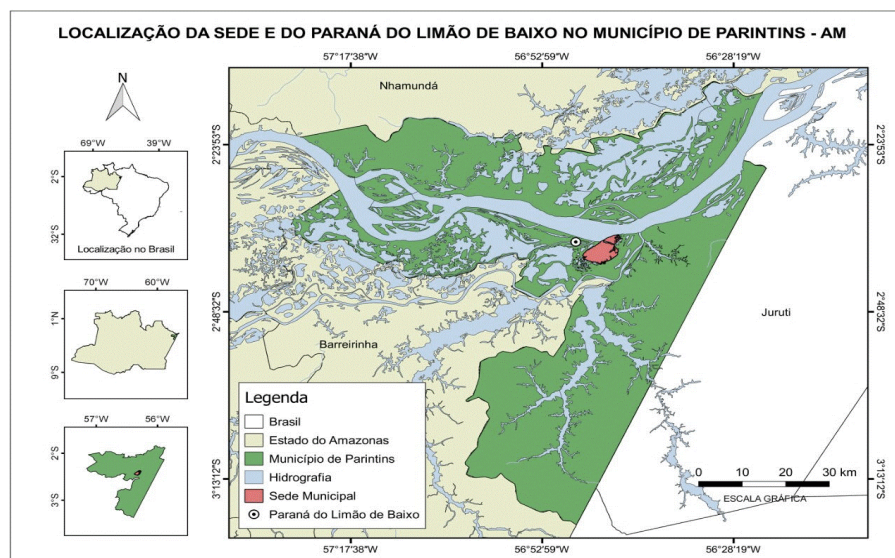 LOCALIZAÇÃO DA SEDE E DO PARANÁ DO LIMÃO DE BAIXO NO MUNICÍPIO DE PARINTINS - AM
N
69°W 39°W
2°S
32°S
Localização no Brasil
70°W 60°W
1°N
9°S
57°W 56°W
2°S
3°S
57°17'38"W 56°52'59"W 56°28'19"W
2°23'53"S 2°23'53"S
2°48'32"S 2°48'32"S
3°13'12"S 3°13'12"S
Nhamundá
Juruti
Barreirinha
Legenda
Brasil
Estado do Amazonas
Município de Parintins
Hidrografia
Sede Municipal
Paraná do Limão de Baixo
0 10 20 30 km
ESCALA GRÁFICA
57°17'38"W 56°52'59"W 56°28'19"W